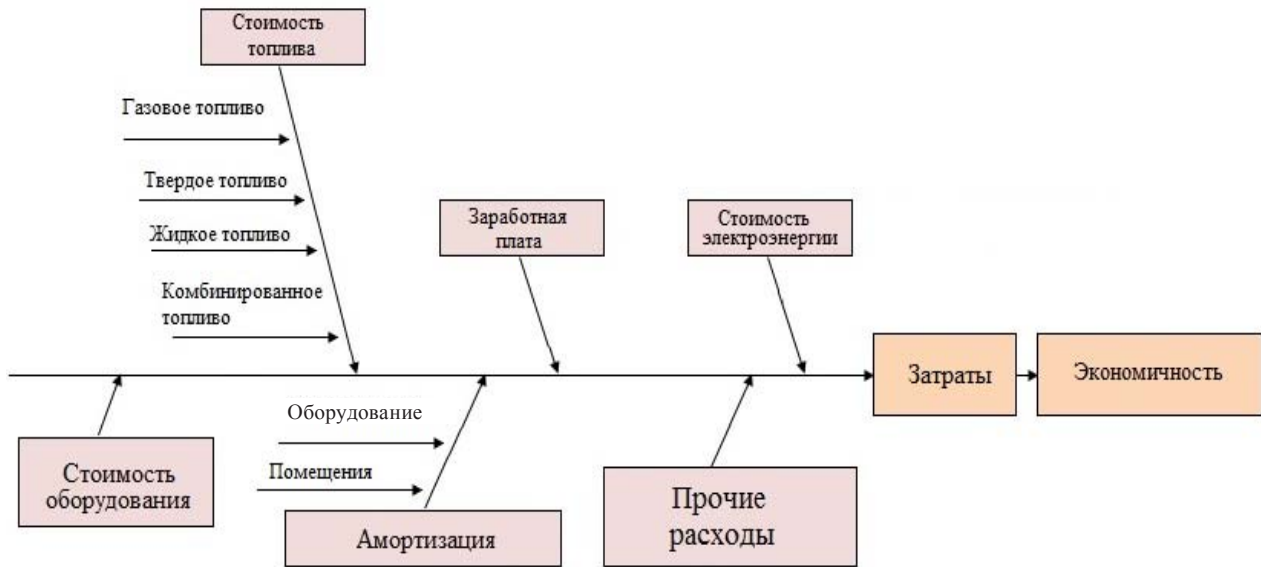 Стоимость
топлива
Газовое топливо
Твердое топливо
Жидкое топливо
Комбинированное
топливо
Заработная
плата
Стоимость
электроэнергии
Затраты
Экономичность
Стоимость
оборудования
Оборудование
Помещения
Амортизация
Прочие
расходы